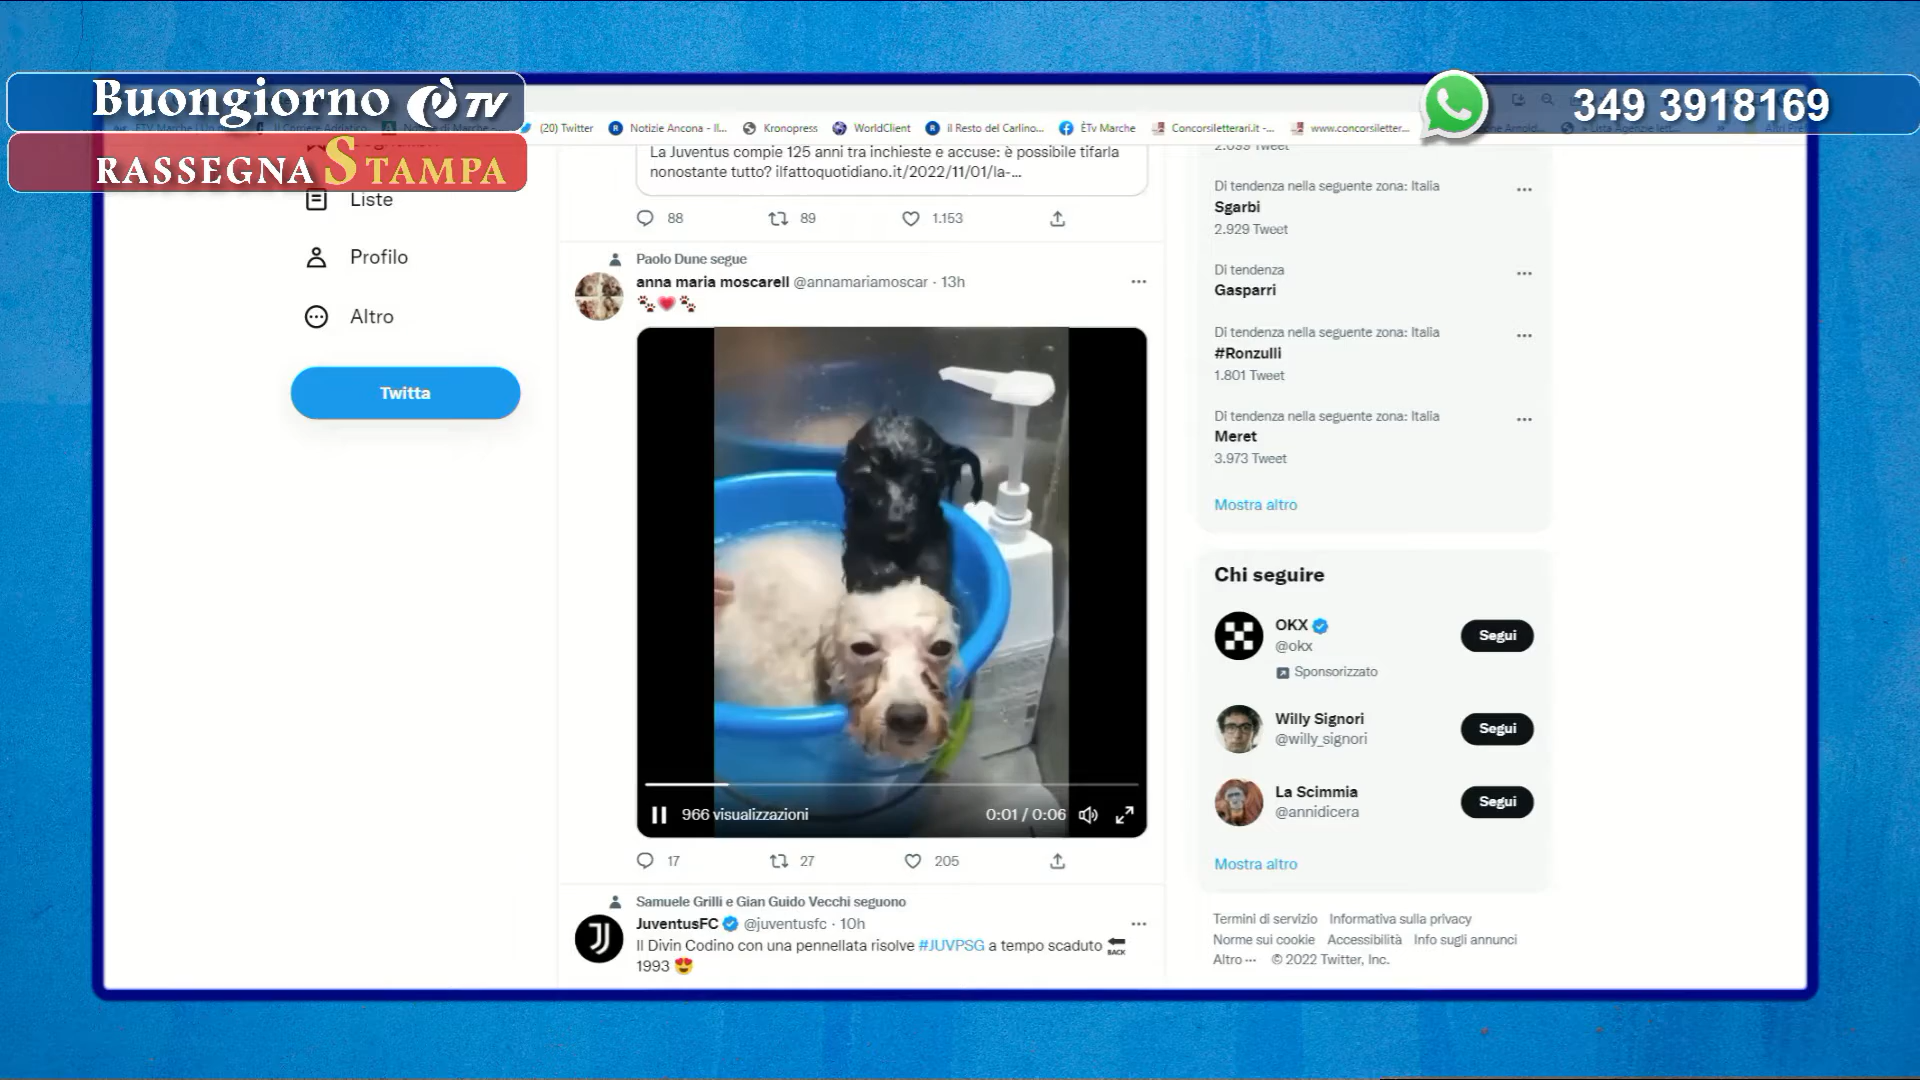 Buongiorno èTV
RASSEGNA STAMPA
349 3918169
(20) Twitter
Notizie Ancona - Il...
Kronopress
WorldClient
il Resto del Carlino...
ÈTv Marche
Concorsiletterari.it -...
www.concorsiletter...
Liste
Profilo
Altro
Twitta
La Juventus compie 125 anni tra inchieste e accuse: è possibile tifarla
nonostante tutto? ilfattoquotidiano.it/2022/11/01/la-...
88 89 1.153
Paolo Dune segue
anna maria moscarell @annamariamoscar · 13h
966 visualizzazioni 0:01 / 0:06
17 27 205
Samuele Grilli e Gian Guido Vecchi seguono
JuventusFC @juventusfc · 10h
Il Divin Codino con una pennellata risolve #JUVPSG a tempo scaduto BACK
1993
2.099 Tweet
Di tendenza nella seguente zona: Italia
Sgarbi
2.929 Tweet
Di tendenza
Gasparri
Di tendenza nella seguente zona: Italia
#Ronzulli
1.801 Tweet
Di tendenza nella seguente zona: Italia
Meret
3.973 Tweet
Mostra altro
Chi seguire
OKX
@okx
Segui
Sponsorizzato
Willy Signori
@willy_signori
Segui
La Scimmia
@annidicera
Segui
Mostra altro
Termini di servizio Informativa sulla privacy
Norme sui cookie Accessibilità Info sugli annunci
Altro ··· © 2022 Twitter, Inc.